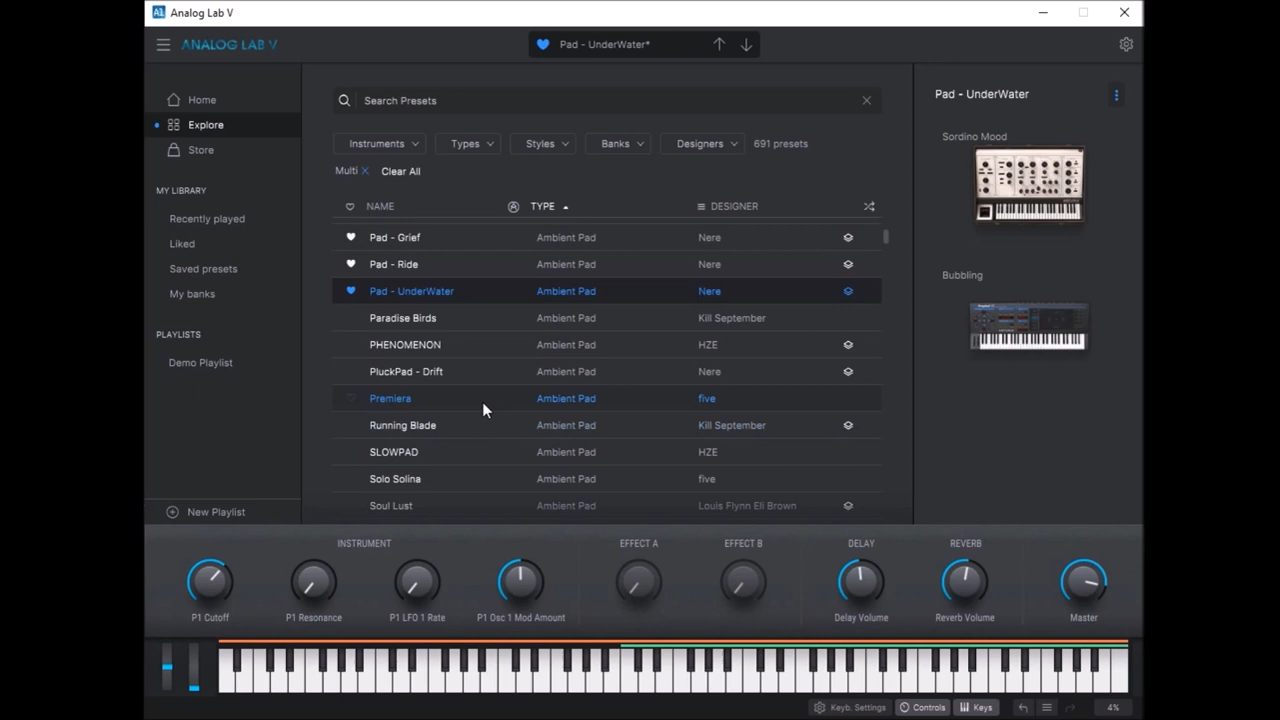 Analog Lab V
ANALOG LAB V
Pad - UnderWater*
Home
Explore
Store
MY LIBRARY
Recently played
Liked
Saved presets
My banks
PLAYLISTS
Demo Playlist
New Playlist
Search Presets
Instruments Types Styles Banks Designers 691 presets
Multi Clear All
NAME TYPE DESIGNER
Pad - Grief Ambient Pad Nere
Pad - Ride Ambient Pad Nere
Pad - UnderWater Ambient Pad Nere
Paradise Birds Ambient Pad Kill September
PHENOMENON Ambient Pad HZE
PluckPad - Drift Ambient Pad Nere
Premiera Ambient Pad five
Running Blade Ambient Pad Kill September
SLOWPAD Ambient Pad HZE
Solo Solina Ambient Pad five
Soul Lust Ambient Pad Louis Flynn Eli Brown
Pad - UnderWater
Sordino Mood
Bubbling
INSTRUMENT EFFECT A EFFECT B DELAY REVERB
P1 Cutoff P1 Resonance P1 LFO 1 Rate P1 Osc 1 Mod Amount Delay Volume Reverb Volume Master
Keyb. Settings Controls Keys 4%